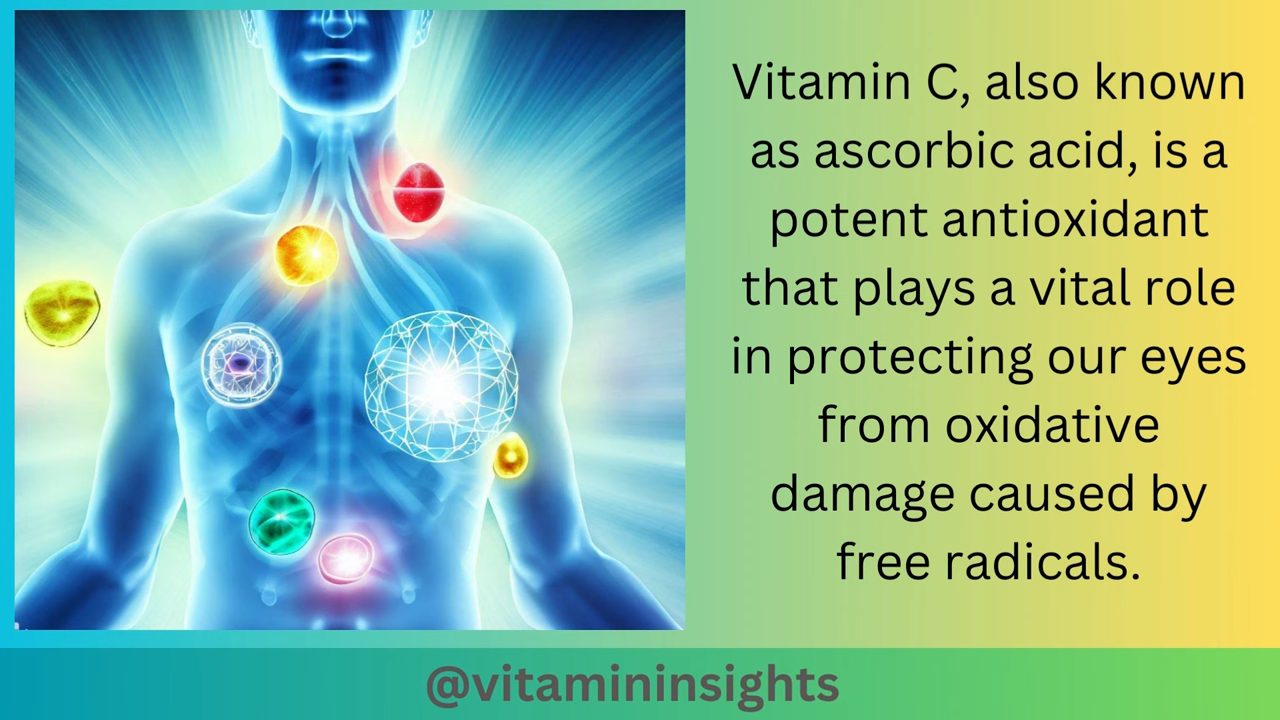 Vitamin C, also known
as ascorbic acid, is a
potent antioxidant
that plays a vital role
in protecting our eyes
from oxidative
damage caused by
free radicals.
@vitamininsights